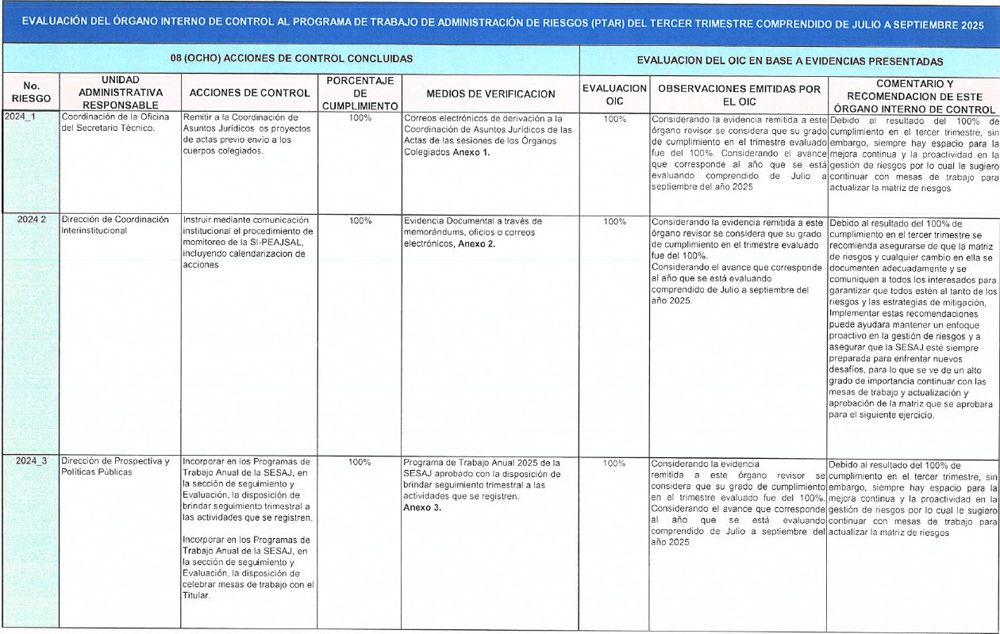 EVALUACIÓN DEL ÓRGANO INTERNO DE CONTROL AL PROGRAMA DE TRABAJO DE ADMINISTRACIÓN DE RIESGOS (PTAR) DEL TERCER TRIMESTRE COMPRENDIDO DE JULIO A SEPTIEMBRE 2025
08 (OCHO) ACCIONES DE CONTROL CONCLUIDAS
EVALUACION DEL OIC EN BASE A EVIDENCIAS PRESENTADAS
No.
RIESGO
UNIDAD
ADMINISTRATIVA
RESPONSABLE
ACCIONES DE CONTROL
PORCENTAJE
DE
CUMPLIMIENTO
MEDIOS DE VERIFICACION
EVALUACION
OIC
OBSERVACIONES EMITIDAS POR
EL OIC
COMENTARIO Y
RECOMENDACION DE ESTE
ÓRGANO INTERNO DE CONTROL
2024_1
Coordinación de la Oficina
del Secretario Técnico.
Remitir a la Coordinación de
Asuntos Jurídicos os proyectos
de actas previo envío a los
cuerpos colegiados.
100%
Correos electrónicos de derivación a la
Coordinación de Asuntos Jurídicos de las
Actas de las sesiones de los Órganos
Colegiados Anexo 1.
100%
Considerando la evidencia remitida a este
órgano revisor se considera que su grado
de cumplimiento en el trimestre evaluado
fue del 100%. Considerando el avance
que corresponde al año que se está
evaluando comprendido de Julio a
septiembre del año 2025
Debido al resultado del 100% de
cumplimiento en el tercer trimestre, sin
embargo, siempre hay espacio para la
mejora continua y la proactividad en la
gestión de riesgos por lo cual le sugiero
continuar con mesas de trabajo para
actualizar la matriz de riesgos
2024 2
Dirección de Coordinación
Interinstitucional
Instruir mediante comunicación
institucional el procedimiento de
momitoreo de la SI-PEAJSAL,
incluyendo calendarizacion de
acciones
100%
Evidencia Documental a través de
memorándums, oficios o correos
electrónicos, Anexo 2.
100%
Considerando la evidencia remitida a este
órgano revisor se considera que su grado
de cumplimiento en el trimestre evaluado
fue del 100%.
Considerando el avance que corresponde
al año que se está evaluando
comprendido de Julio a septiembre del
año 2025.
Debido al resultado del 100% de
cumplimiento en el tercer trimestre se
recomienda asegurarse de que la matriz
de riesgos y cualquier cambio en ella se
documenten adecuadamente y se
comuniquen a todos los interesados para
garantizar que todos estén al tanto de los
riesgos y las estrategias de mitigación,
Implementar estas recomendaciones
puede ayudara mantener un enfoque
proactivo en la gestión de riesgos y a
asegurar que la SESAJ esté siempre
preparada para enfrentar nuevos
desafíos, para lo que se ve de un alto
grado de importancia continuar con las
mesas de trabajo y actualización y
aprobación de la matriz que se aprobara
para el siguiente ejercicio.
2024_3
Dirección de Prospectiva y
Políticas Públicas
Incorporar en los Programas de
Trabajo Anual de la SESAJ, en
la sección de seguimiento y
Evaluación, la disposición de
brindar seguimiento trimestral a
las actividades que se registren.
Incorporar en los Programas de
Trabajo Anual de la SESAJ, en
la sección de seguimiento y
Evaluación, la disposición de
celebrar mesas de trabajo con el
Titular.
100%
Programa de Trabajo Anual 2025 de la
SESAJ aprobado con la disposición de
brindar seguimiento trimestral a las
actividades que se registren.
Anexo 3.
100%
Considerando la evidencia
remitida a este órgano revisor se
considera que su grado de cumplimiento
en el trimestre evaluado fue del 100%.
Considerando el avance que corresponde
al año que se está evaluando
comprendido de Julio a septiembre del
año 2025
Debido al resultado del 100% de
cumplimiento en el tercer trimestre, sin
embargo, siempre hay espacio para la
mejora continua y la proactividad en la
gestión de riesgos por lo cual le sugiero
continuar con mesas de trabajo para
actualizar la matriz de riesgos